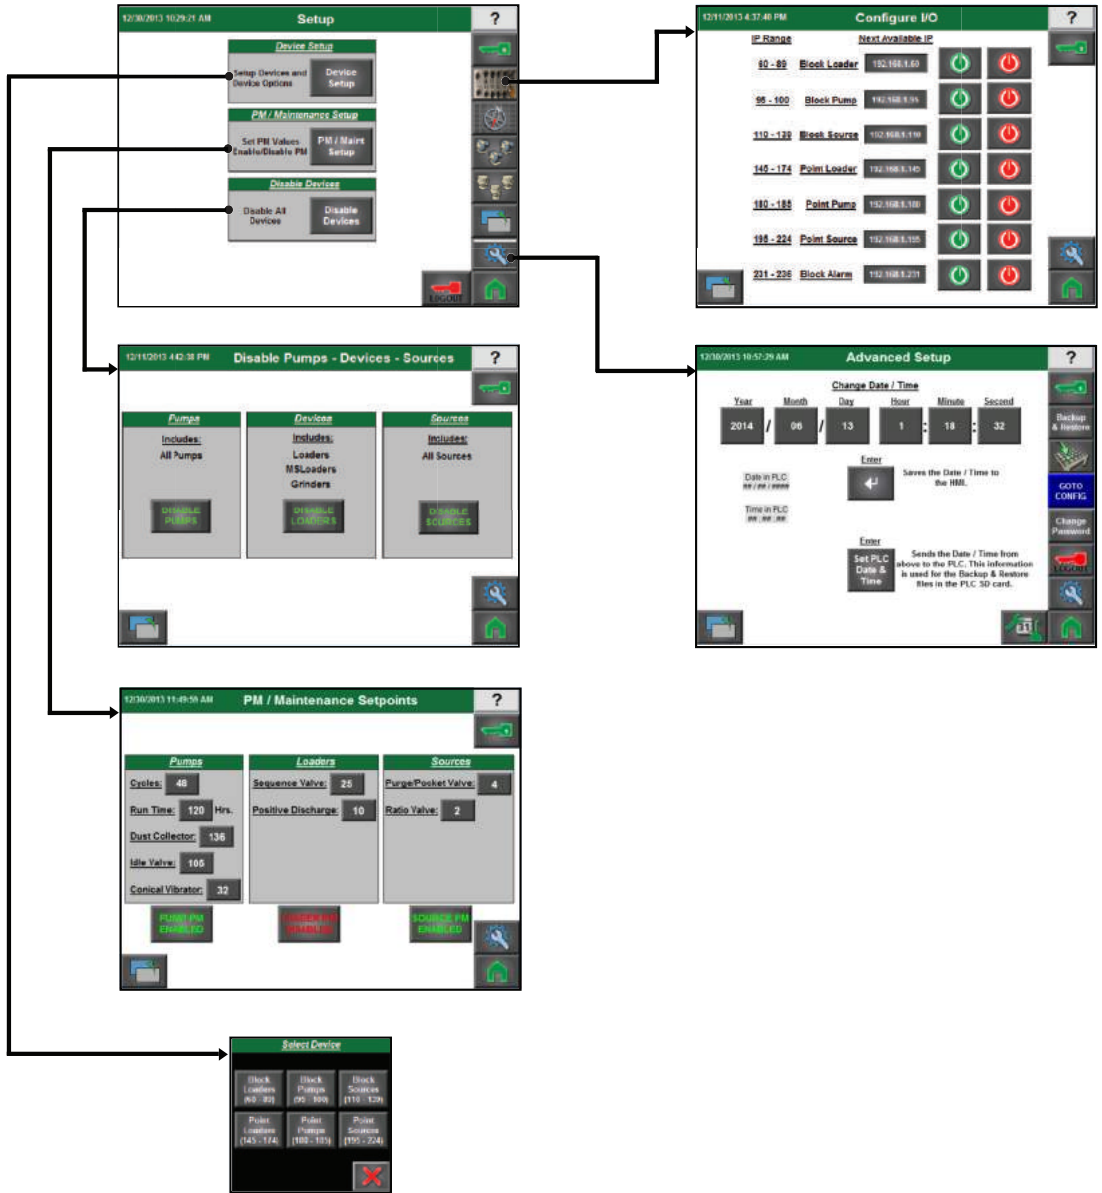 12/30/2013 10:29:21 AM
Setup
?
Device Setup
Setup Devices and
Device Options
Device
Setup
PM / Maintenance Setup
Set PM Values
Enable/Disable PM
PM / Maint
Setup
Disable Devices
Disable All
Devices
Disable
Devices
LOGOUT
12/11/2013 4:37:40 PM
Configure I/O
?
IP Range
Next Available IP
60 - 89 Block Loader 192.168.1.60
95 - 100 Block Pump 192.168.1.95
110 - 139 Block Source 192.168.1.110
145 - 174 Point Loader 192.168.1.145
180 - 185 Point Pump 192.168.1.180
195 - 224 Point Source 192.168.1.195
231 - 236 Block Alarm 192.168.1.231
12/11/2013 4:42:38 PM
Disable Pumps - Devices - Sources
?
Pumps
Includes:
All Pumps
DISABLE
PUMPS
Devices
Includes:
Loaders
MSLoaders
Grinders
DISABLE
LOADERS
Sources
Includes:
All Sources
DISABLE
SOURCES
12/30/2013 10:57:29 AM
Advanced Setup
?
Change Date / Time
Year Month Day Hour Minute Second
2014 / 06 / 13 1 : 18 : 32
Backup
& Restore
Date in PLC
## / ## / ####
Time in PLC
## : ## : ##
Enter
Saves the Date / Time to
the HMI.
GOTO
CONFIG
Change
Password
LOGOUT
Enter
Set PLC
Date &
Time
Sends the Date / Time from
above to the PLC. This information
is used for the Backup & Restore
files in the PLC SD card.
12/30/2013 11:49:59 AM
PM / Maintenance Setpoints
?
Pumps
Cycles: 48
Run Time: 120 Hrs.
Dust Collector: 136
Idle Valve: 105
Conical Vibrator: 32
PUMP PM
ENABLED
Loaders
Sequence Valve: 25
Positive Discharge: 10
LOADER PM
DISABLED
Sources
Purge/Pocket Valve: 4
Ratio Valve: 2
SOURCE PM
ENABLED
Select Device
Block
Loaders
(60 - 89)
Block
Pumps
(95 - 100)
Block
Sources
(110 - 139)
Point
Loaders
(145 - 174)
Point
Pumps
(180 - 185)
Point
Sources
(195 - 224)